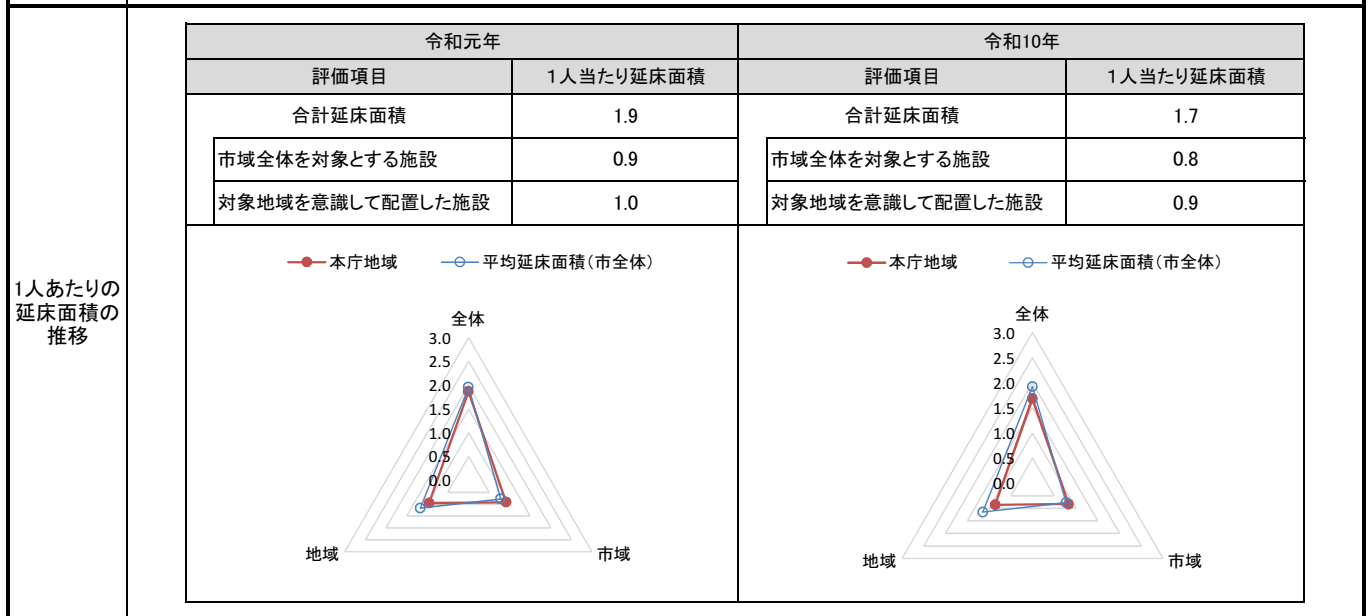 1人あたりの
延床面積の
推移
令和元年
評価項目 １人当たり延床面積
合計延床面積 1.9
市域全体を対象とする施設 0.9
対象地域を意識して配置した施設 1.0
本庁地域 平均延床面積（市全体）
全体
3.0
2.5
2.0
1.5
1.0
0.5
0.0
地域 市域
令和10年
評価項目 １人当たり延床面積
合計延床面積 1.7
市域全体を対象とする施設 0.8
対象地域を意識して配置した施設 0.9
本庁地域 平均延床面積（市全体）
全体
3.0
2.5
2.0
1.5
1.0
0.5
0.0
地域 市域